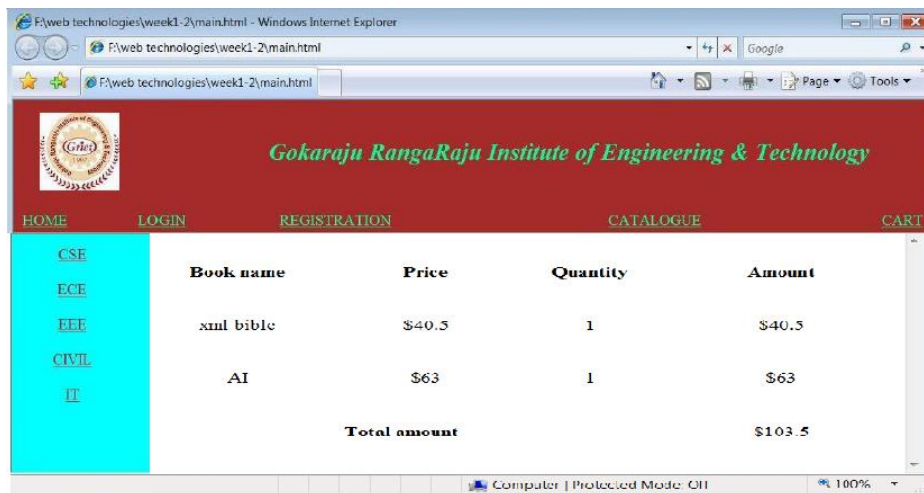 F:\web technologies\week1-2\main.html - Windows Internet Explorer
F:\web technologies\week1-2\main.html
Google
F:\web technologies\week1-2\main.html
Page
Tools
Griet
1997
Gokaraju RangaRaju Institute of Engineering & Technology
HOME LOGIN REGISTRATION CATALOGUE CART
CSE
ECE
EEE
CIVIL
IT
Book name Price Quantity Amount
xml bible $40.5 1 $40.5
AI $63 1 $63
Total amount $103.5
Computer | Protected Mode: Off
100%